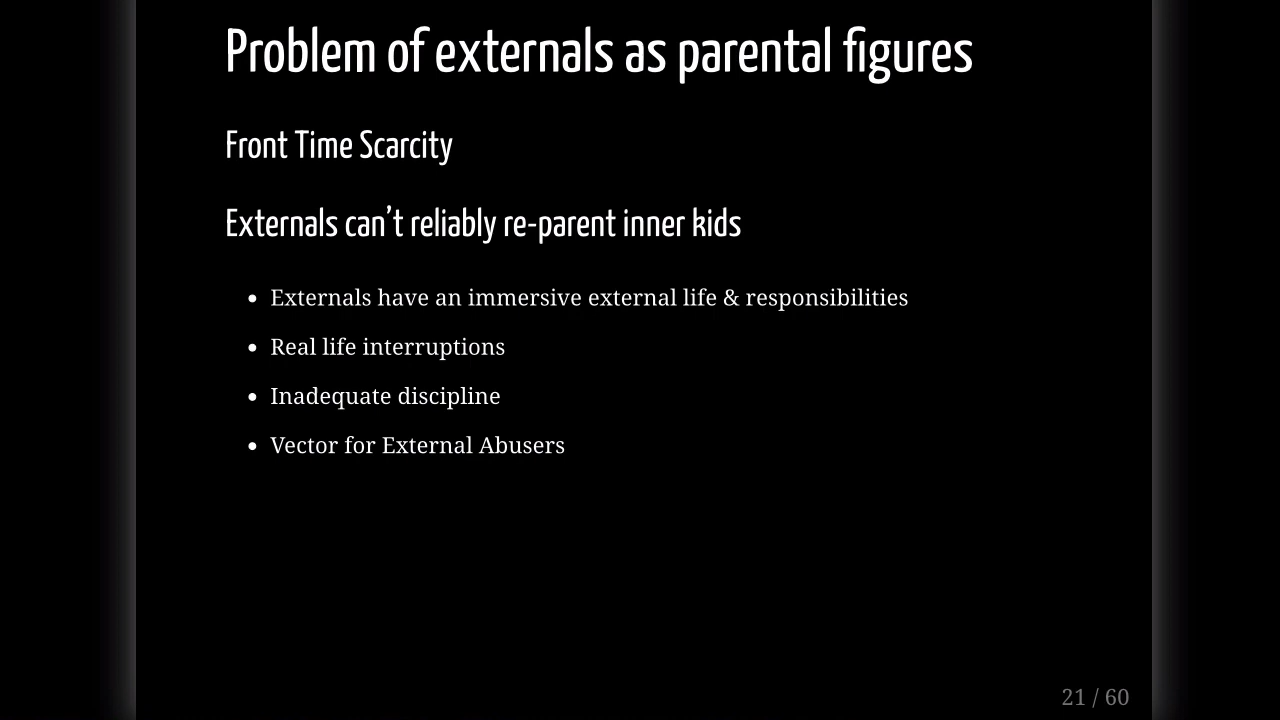 Problem of externals as parental figures
Front Time Scarcity
Externals can’t reliably re-parent inner kids
• Externals have an immersive external life & responsibilities
• Real life interruptions
• Inadequate discipline
• Vector for External Abusers
21 / 60